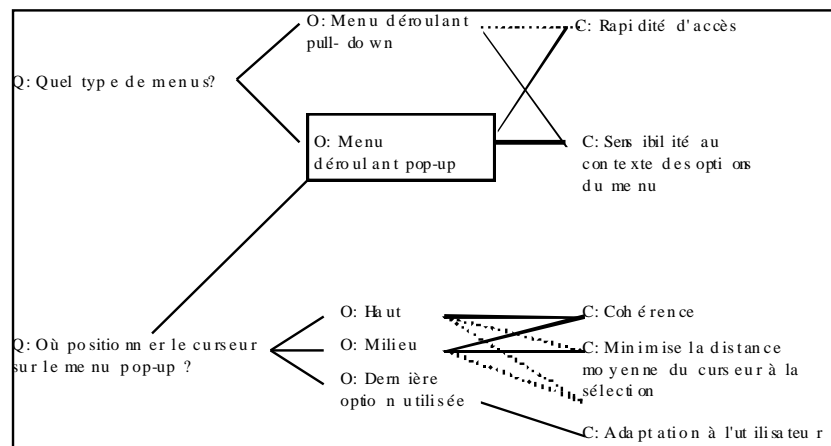 O: Menu déroulant
pull-down
C: Rapidité d'accès
Q: Quel type de menus?
O: Menu
déroulant pop-up
C: Sensibilité au
contexte des options
du menu
O: Haut
C: Cohérence
Q: Où positionner le curseur
sur le menu pop-up ?
O: Milieu
C: Minimise la distance
moyenne du curseur à la
sélection
O: Dernière
option utilisée
C: Adaptation à l'utilisateur